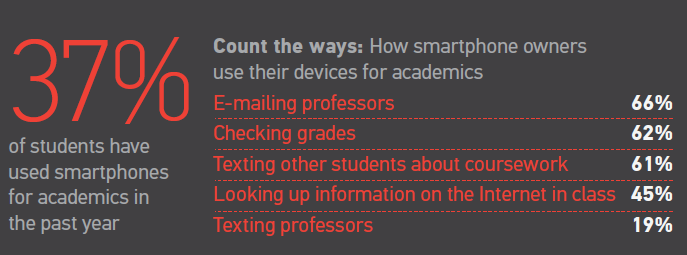 37%
of students have
used smartphones
for academics in
the past year
Count the ways: How smartphone owners
use their devices for academics
E-mailing professors 66%
Checking grades 62%
Texting other students about coursework 61%
Looking up information on the Internet in class 45%
Texting professors 19%